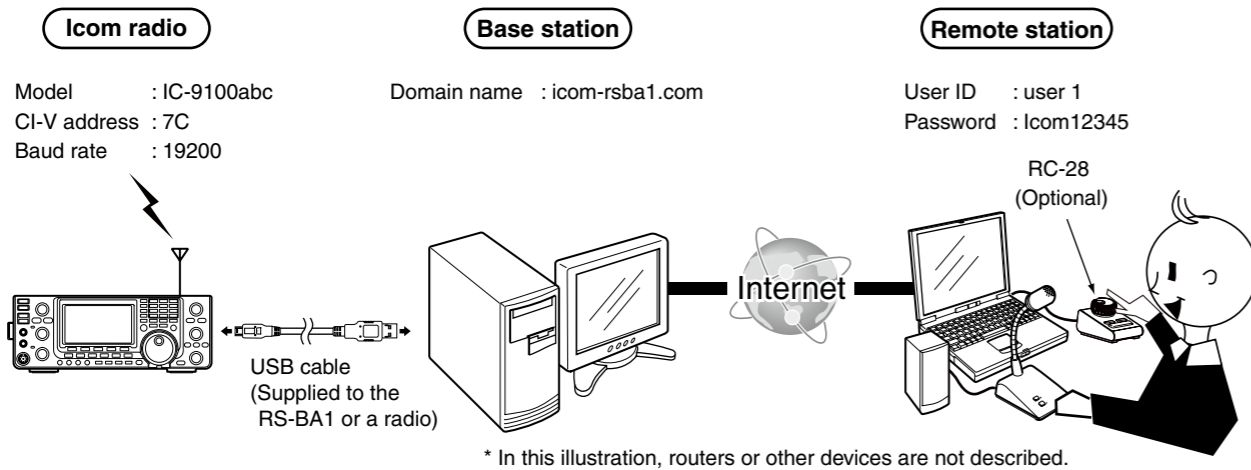 Icom radio
Base station
Remote station
Model : IC-9100abc
CI-V address : 7C
Baud rate : 19200
Domain name : icom-rsba1.com
User ID : user 1
Password : Icom12345
RC-28
(Optional)
Internet
USB cable
(Supplied to the
RS-BA1 or a radio)
* In this illustration, routers or other devices are not described.